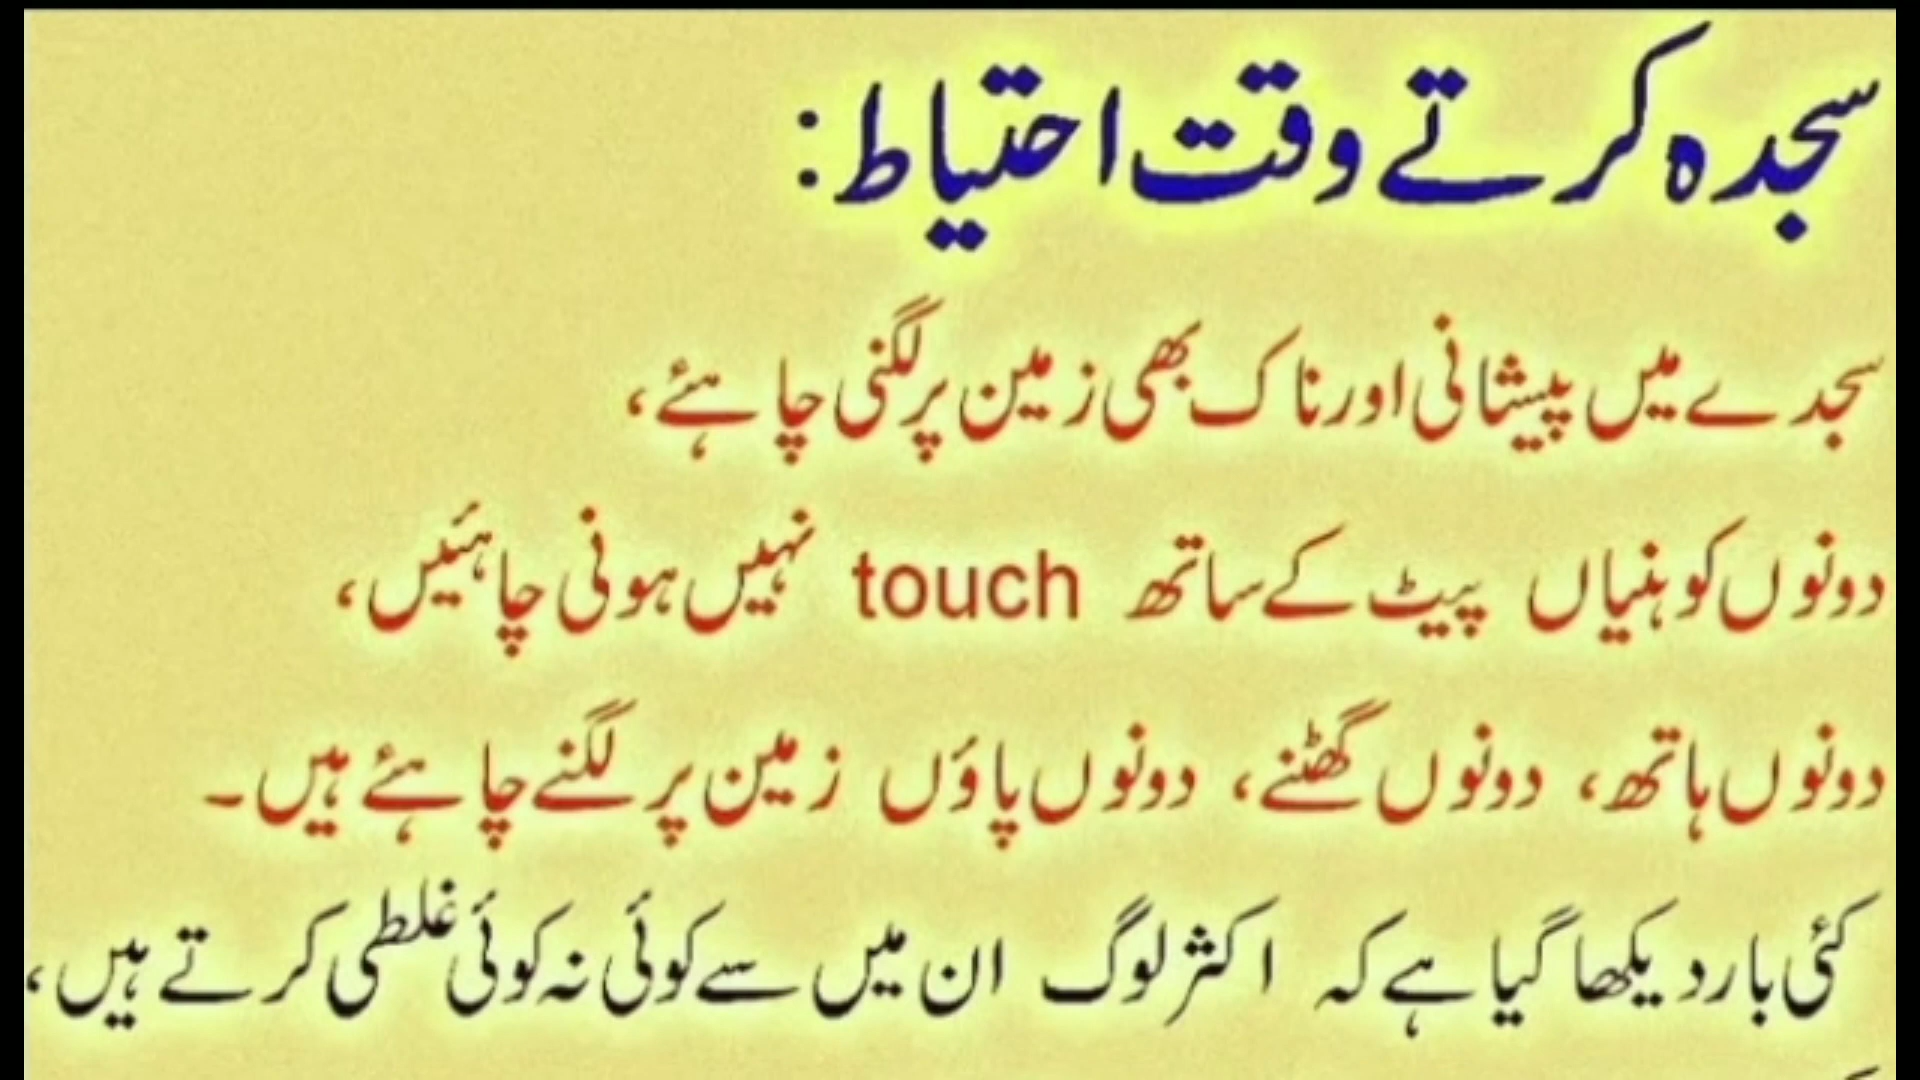 سجدہ کرتے وقت احتیاط:
سجدے میں پیشانی اور ناک بھی زمین پر لگنی چاہئے،
دونوں کوہنیاں پیٹ کے ساتھ touch نہیں ہونی چاہئیں،
دونوں ہاتھ، دونوں گھٹنے، دونوں پاؤں زمین پر لگنے چاہئے ہیں۔
کئی بار دیکھا گیا ہے کہ اکثر لوگ ان میں سے کوئی نہ کوئی غلطی کرتے ہیں،